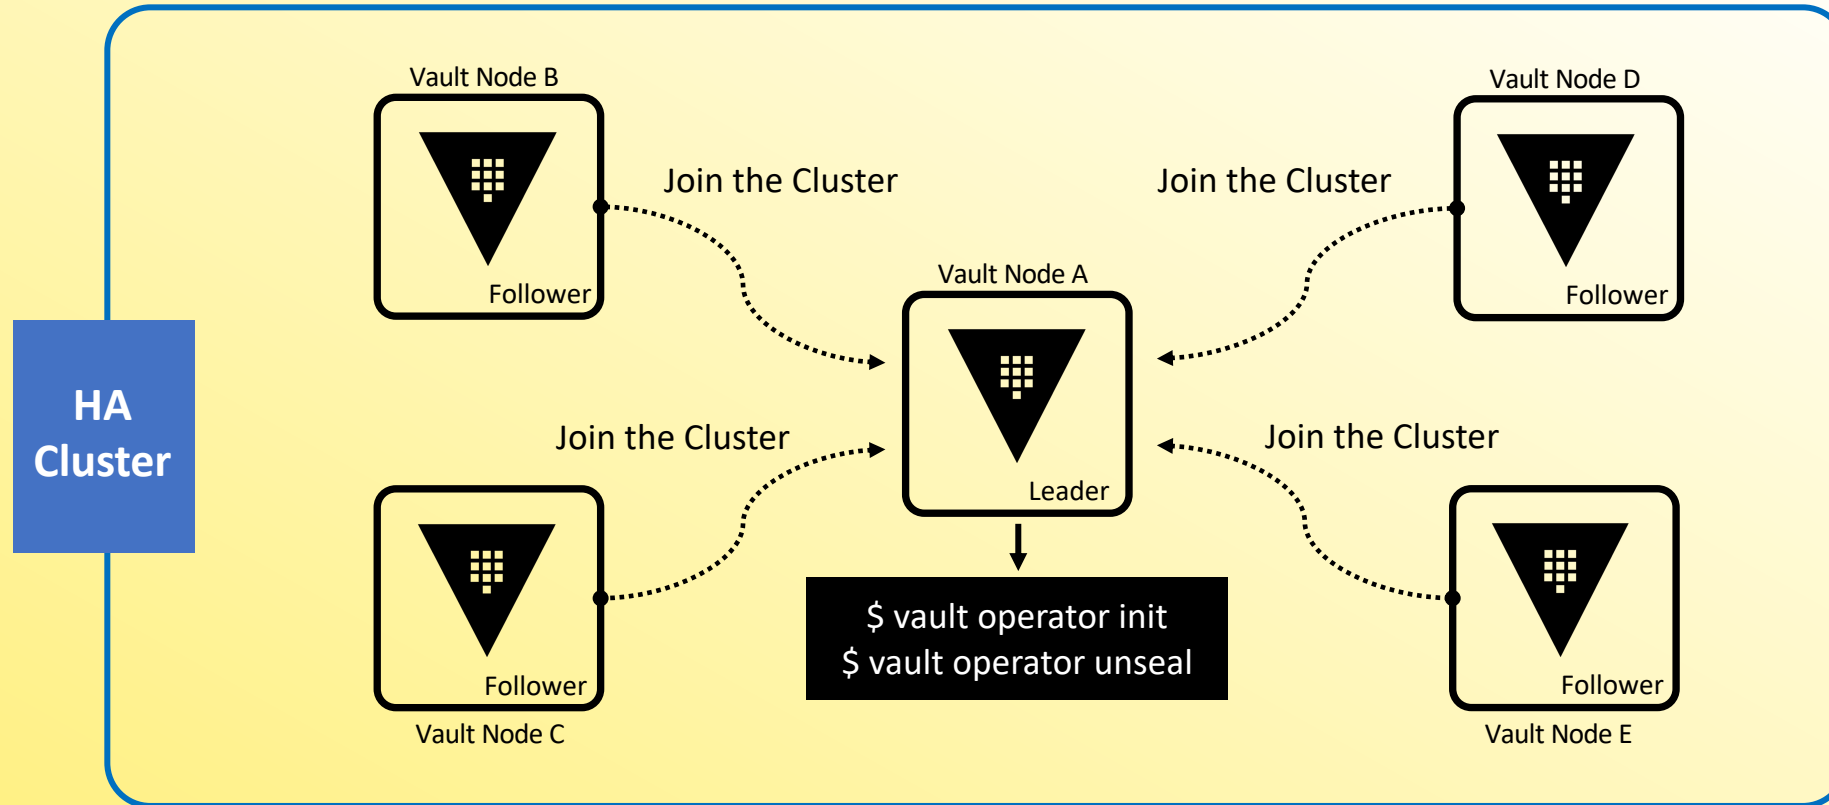 Vault Node B
Vault Node D
Join the Cluster
Join the Cluster
Vault Node A
Follower
Follower
HA
Cluster
Join the Cluster
Join the Cluster
Leader
$ vault operator init
$ vault operator unseal
Follower
Follower
Vault Node C
Vault Node E